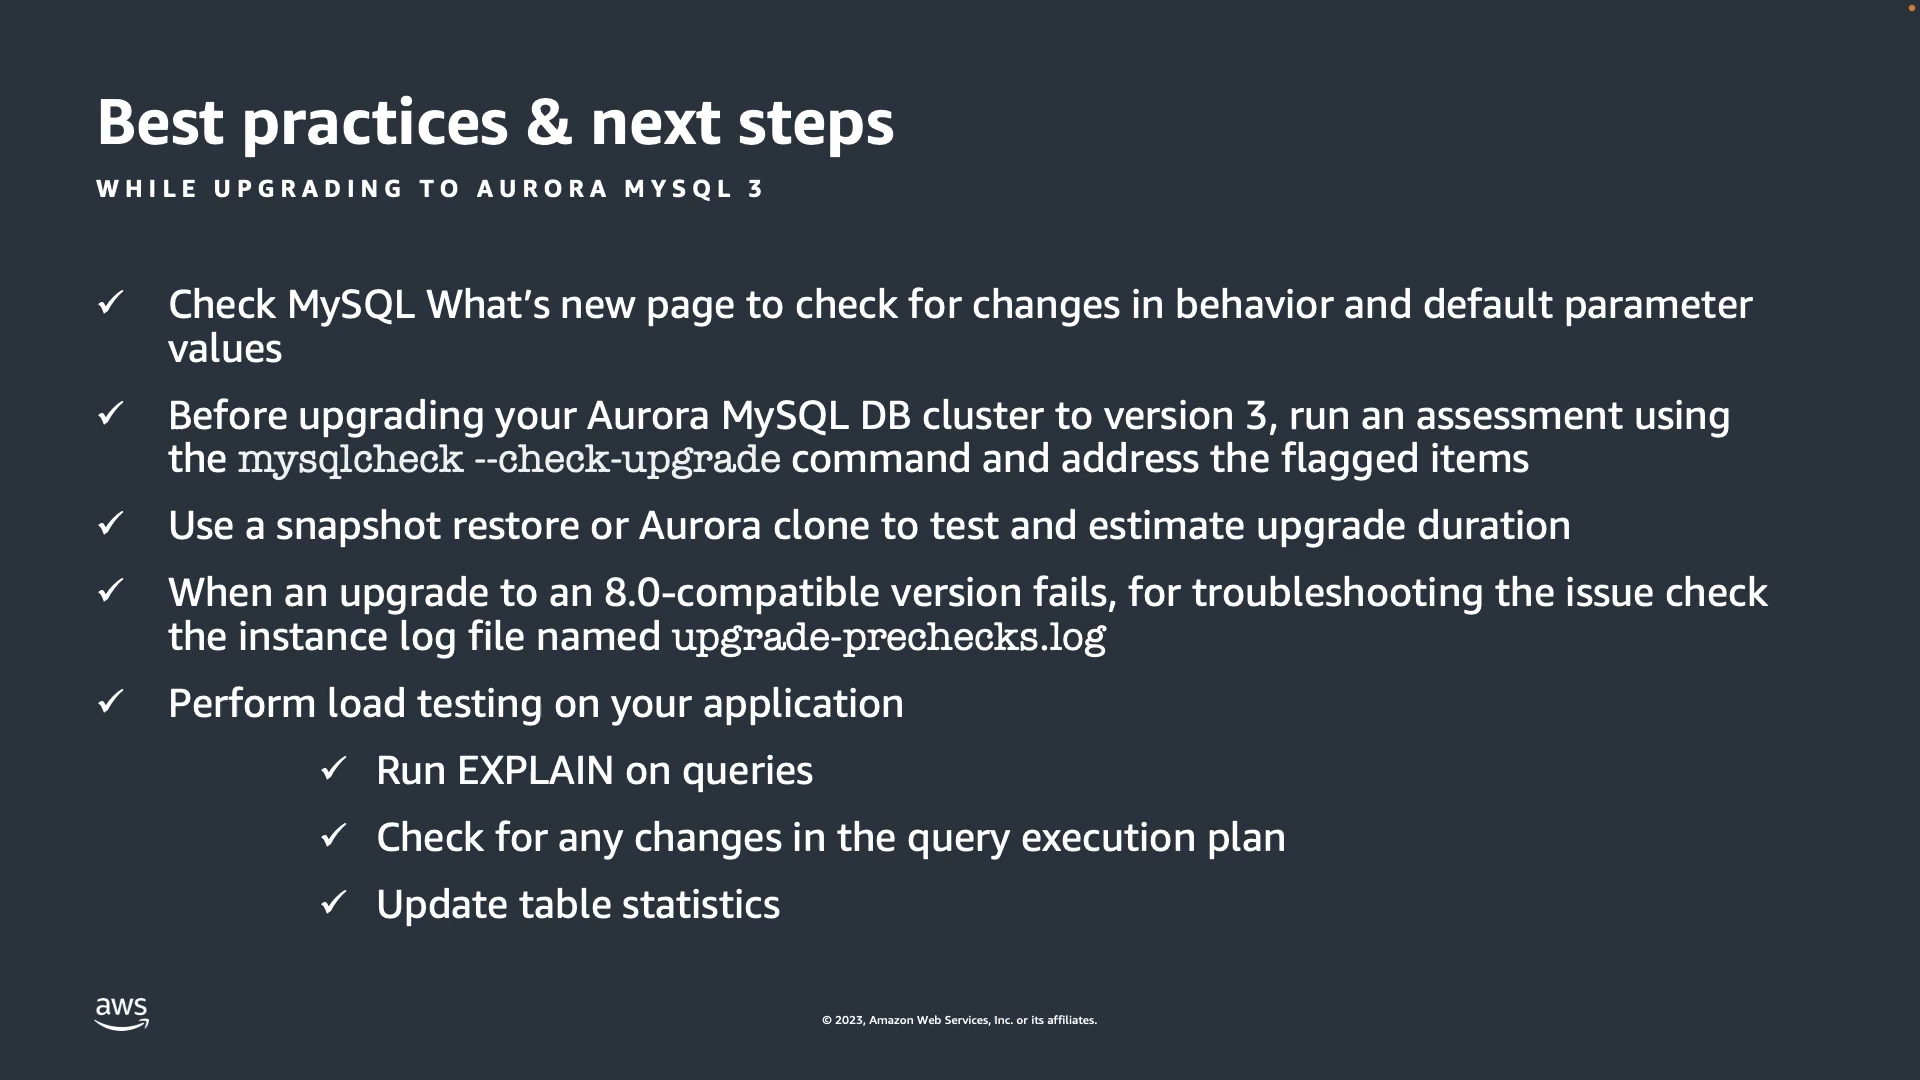 Best practices & next steps
WHILE UPGRADING TO AURORA MYSQL 3
Check MySQL What’s new page to check for changes in behavior and default parameter
values
Before upgrading your Aurora MySQL DB cluster to version 3, run an assessment using
the mysqlcheck --check-upgrade command and address the flagged items
Use a snapshot restore or Aurora clone to test and estimate upgrade duration
When an upgrade to an 8.0-compatible version fails, for troubleshooting the issue check
the instance log file named upgrade-prechecks.log
Perform load testing on your application
Run EXPLAIN on queries
Check for any changes in the query execution plan
Update table statistics
aws
© 2023, Amazon Web Services, Inc. or its affiliates.